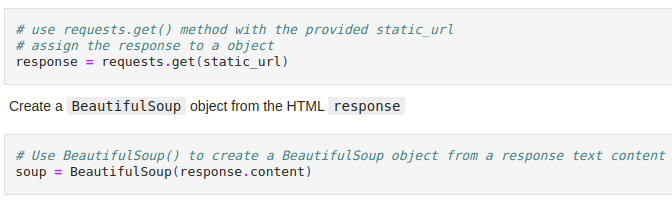 # use requests.get() method with the provided static_url
# assign the response to a object
response = requests.get(static_url)
Create a BeautifulSoup object from the HTML response
# Use BeautifulSoup() to create a BeautifulSoup object from a response text content
soup = BeautifulSoup(response.content)